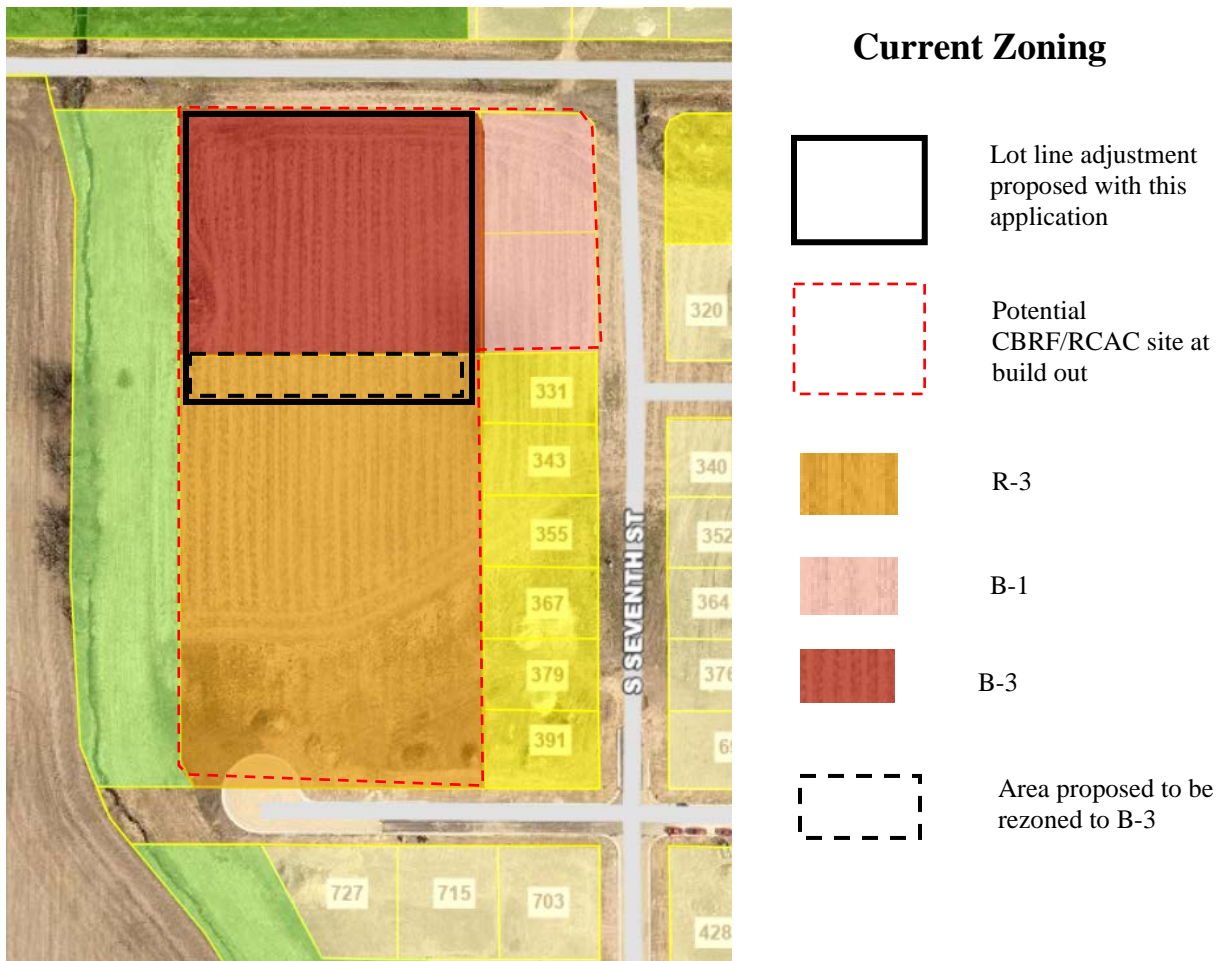 Current Zoning
Lot line adjustment
proposed with this
application
Potential
CBRF/RCAC site at
build out
R-3
B-1
B-3
Area proposed to be
rezoned to B-3
320
331
343
340
355
352
367
364
379
376
391
S SEVENTH ST
727
715
703
428